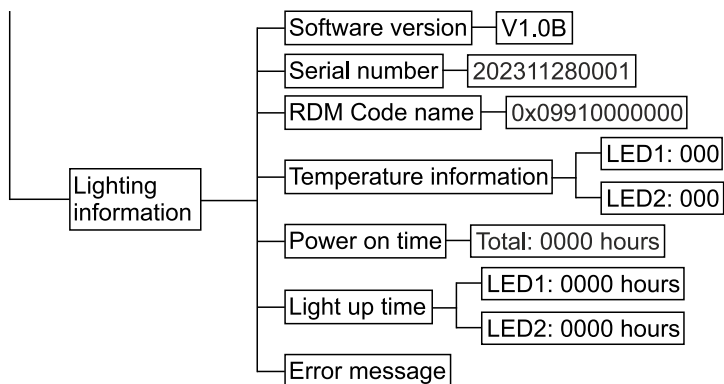 Software version
V1.0B
Serial number
202311280001
RDM Code name
0x09910000000
Lighting
information
Temperature information
LED1: 000
LED2: 000
Power on time
Total: 0000 hours
Light up time
LED1: 0000 hours
LED2: 0000 hours
Error message